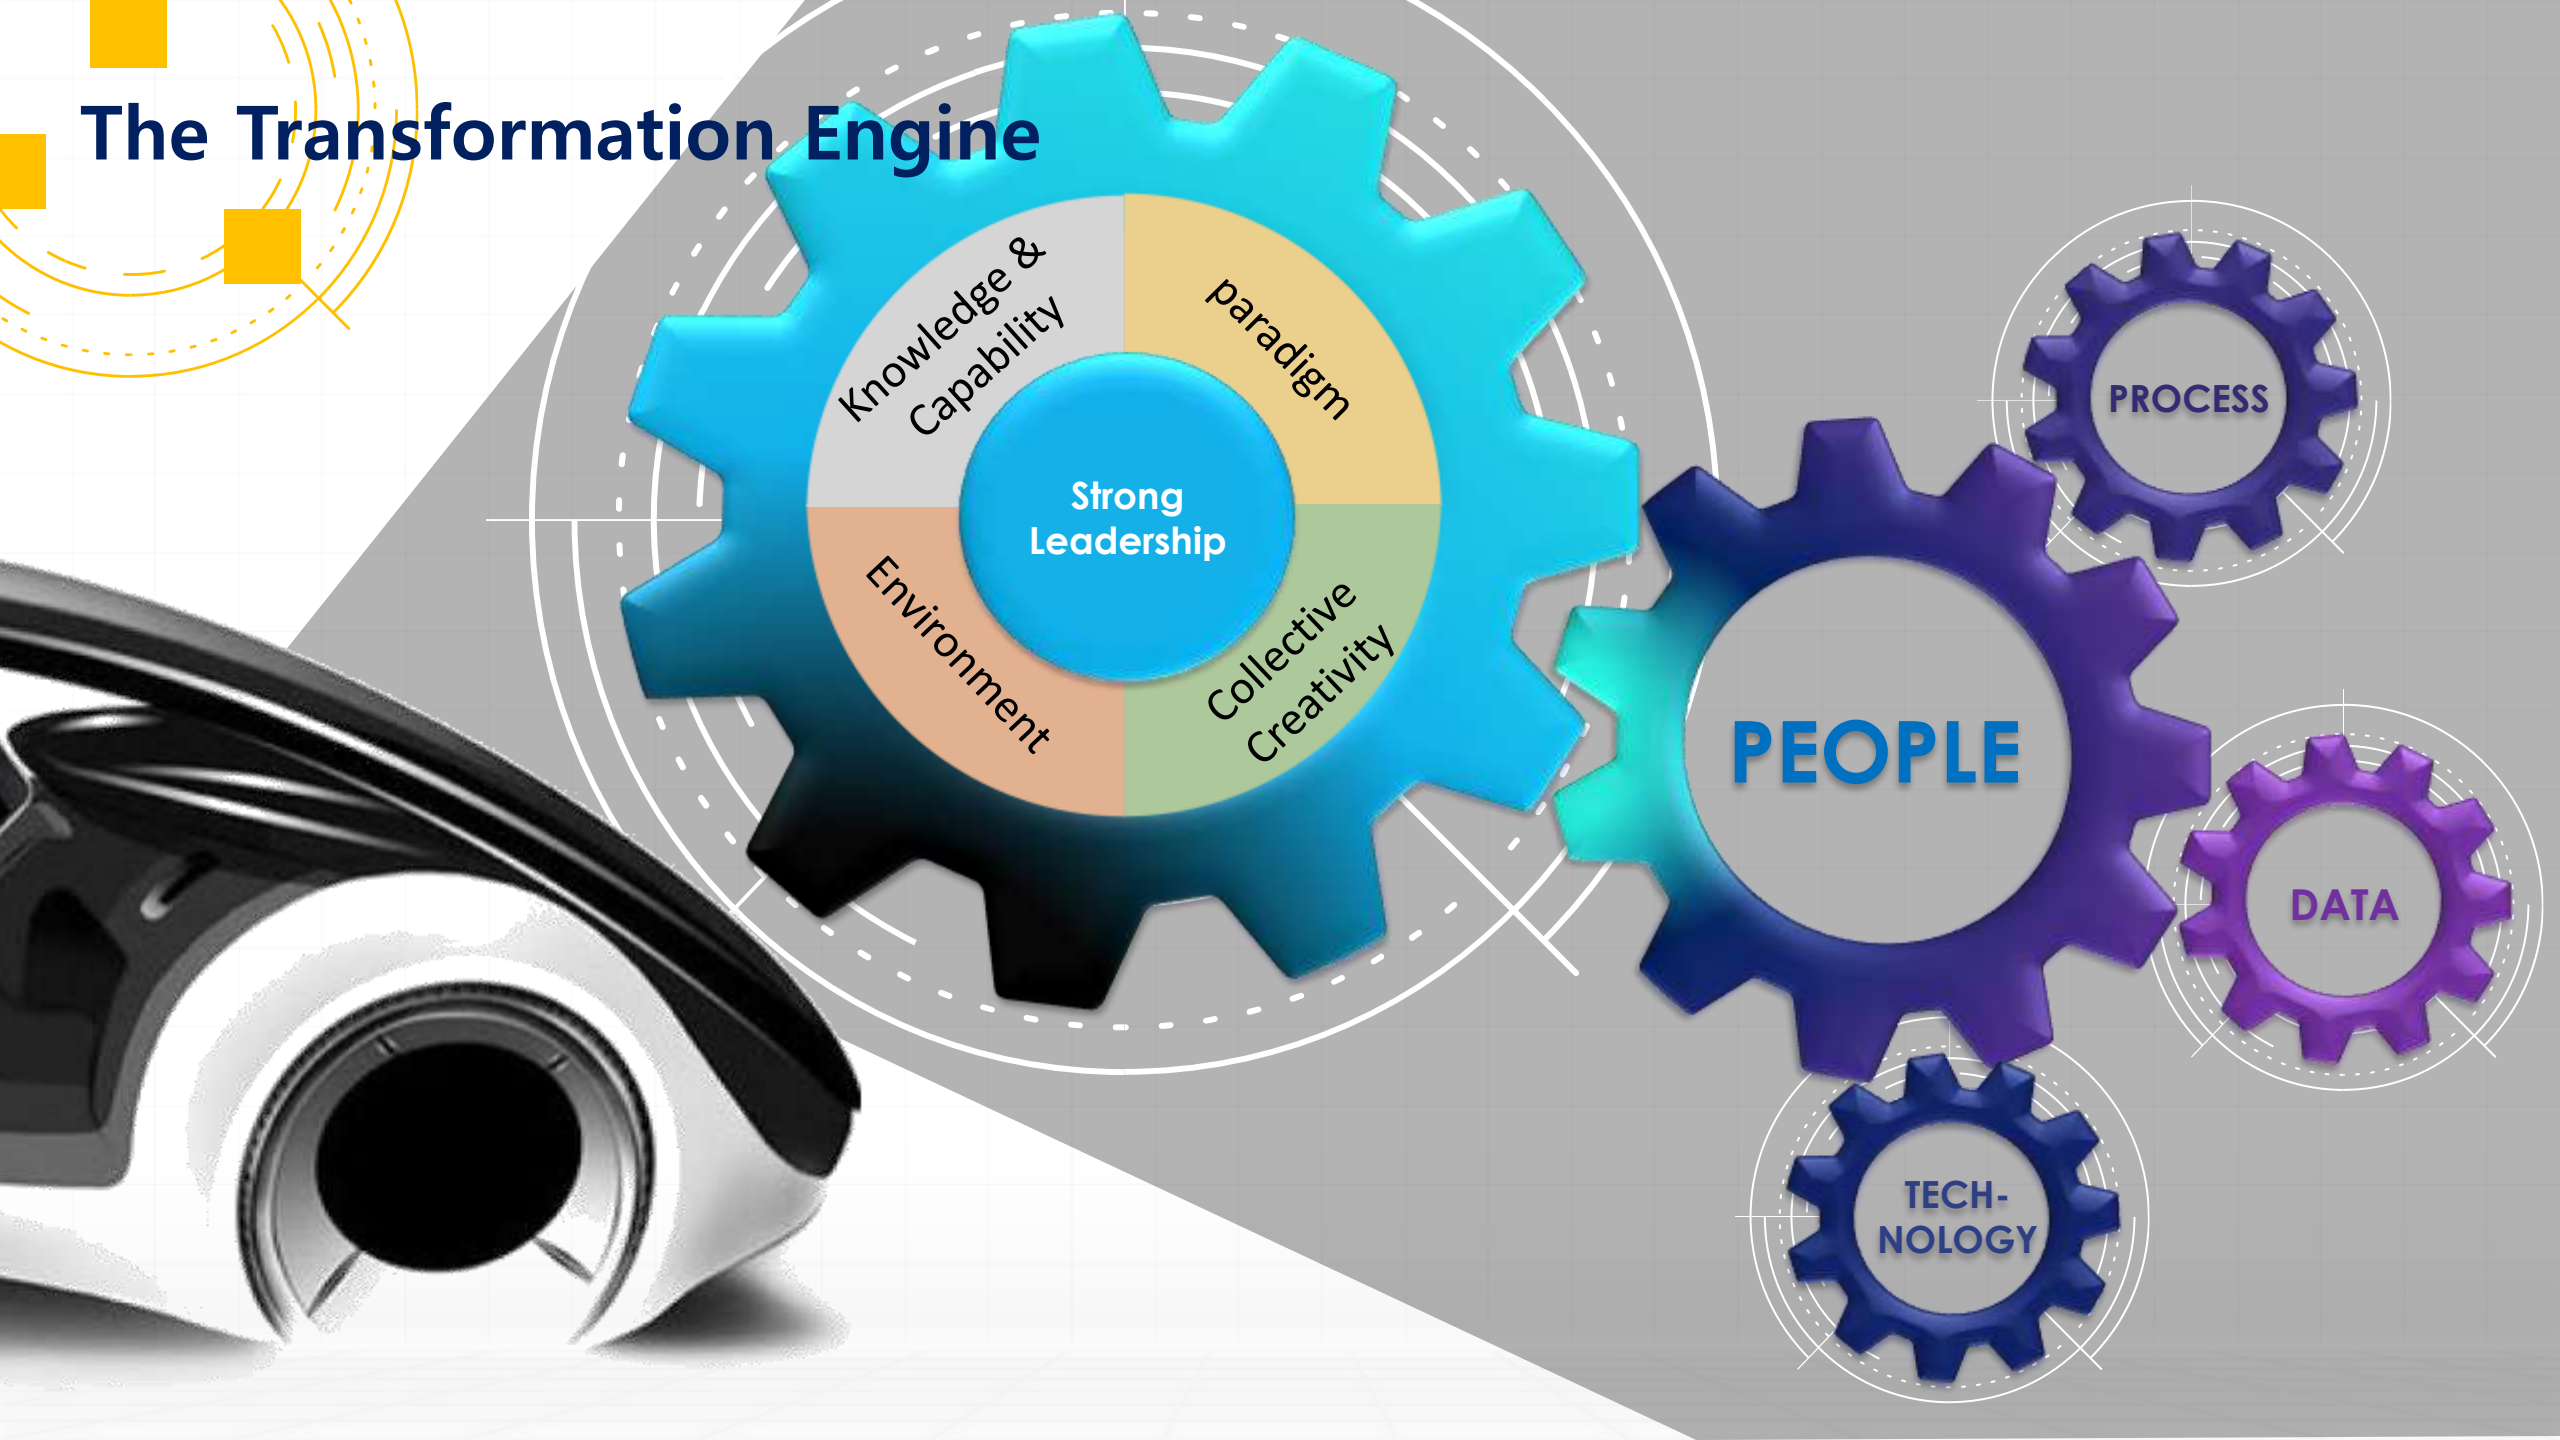 The Transformation Engine
Knowledge &
Capability
paradigm
Strong
Leadership
Environment
Collective
Creativity
PROCESS
PEOPLE
DATA
TECH-
NOLOGY